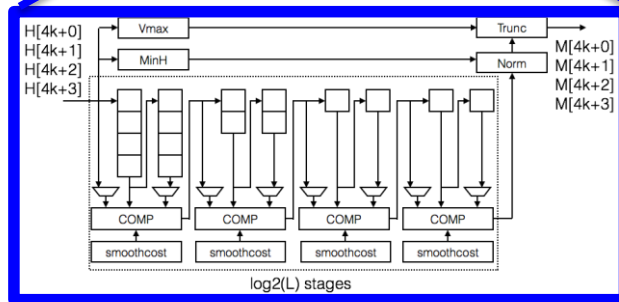 H[4k+0]
H[4k+1]
H[4k+2]
H[4k+3]
Vmax
MinH
Trunc
Norm
M[4k+0]
M[4k+1]
M[4k+2]
M[4k+3]
COMP COMP COMP COMP
smoothcost smoothcost smoothcost smoothcost
log2(L) stages